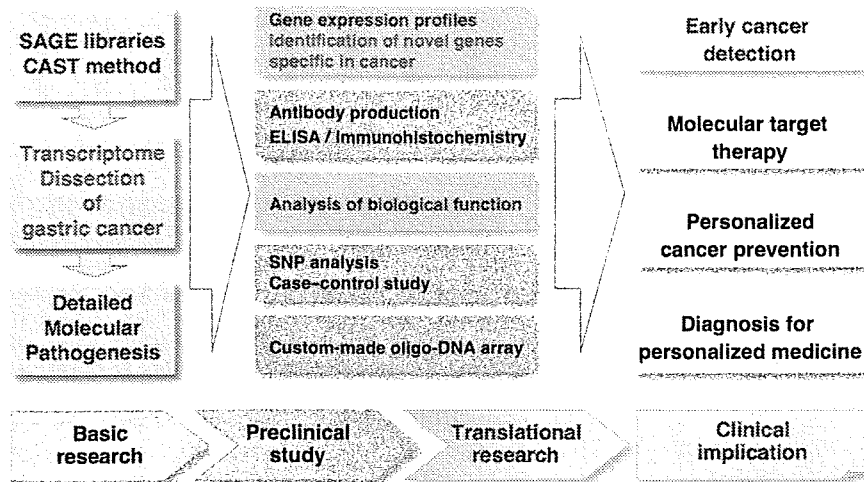 SAGE libraries
CAST method
Transcriptome
Dissection
of
gastric cancer
Detailed
Molecular
Pathogenesis
Gene expression profiles
Identification of novel genes
specific in cancer
Antibody production
ELISA / Immunohistochemistry
Analysis of biological function
SNP analysis
Case–control study
Custom-made oligo-DNA array
Early cancer
detection
Molecular target
therapy
Personalized
cancer prevention
Diagnosis for
personalized medicine
Basic
research
Preclinical
study
Translational
research
Clinical
implication